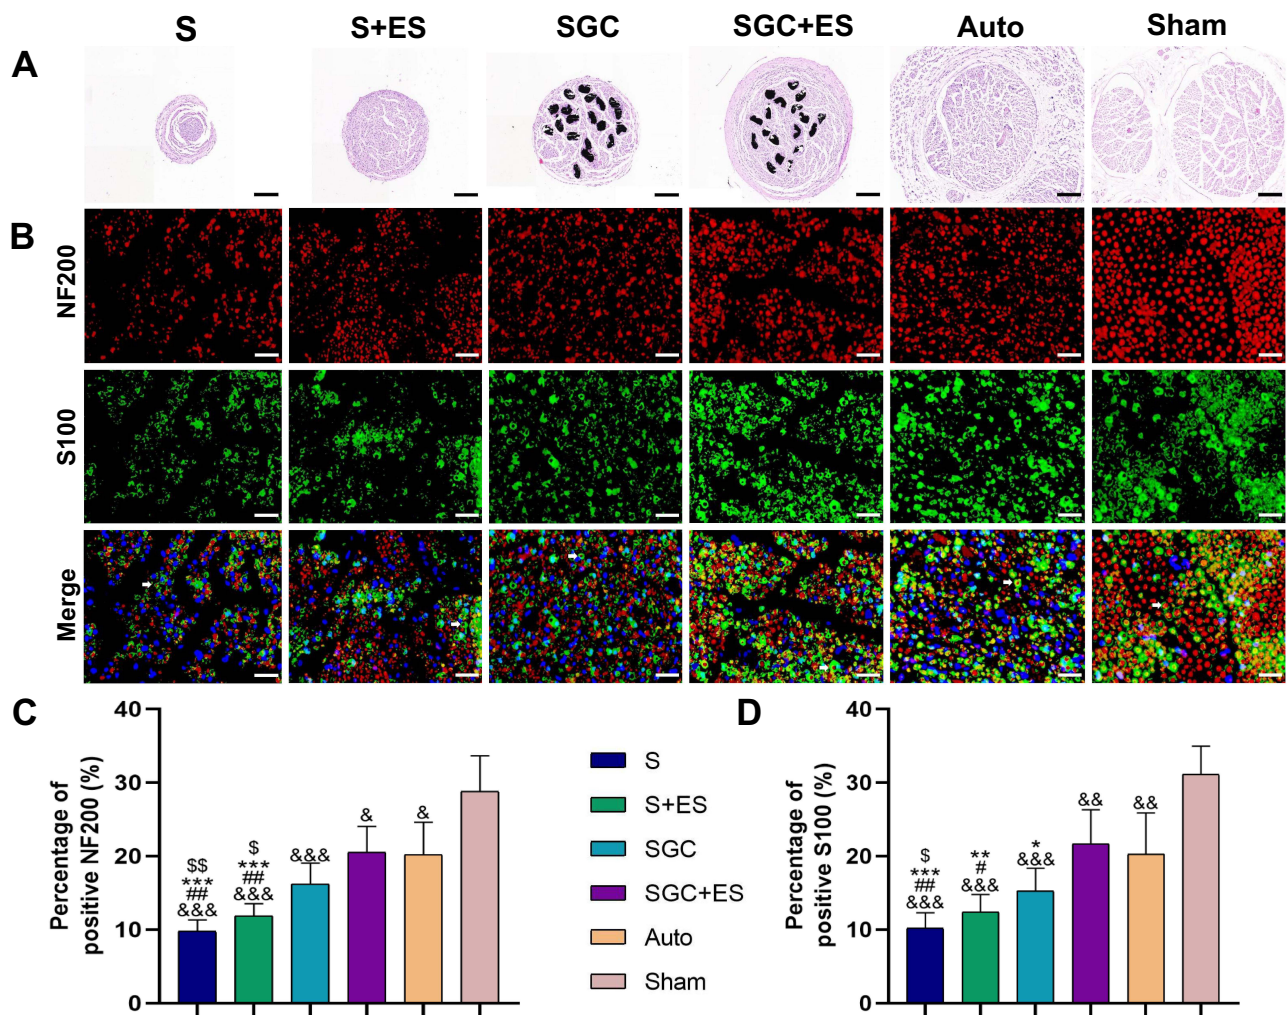 S S+ES SGC SGC+ES Auto Sham
A
B
NF200
S100
Merge
C
Percentage of
positive NF200 (%)
40
30
20
10
0
$$
***
##
&&&
$
***
##
&&&
&&&
&
&
S
S+ES
SGC
SGC+ES
Auto
Sham
D
Percentage of
positive S100 (%)
40
30
20
10
0
$
***
##
&&&
**
#
&&&
*
&&&
&&
&&